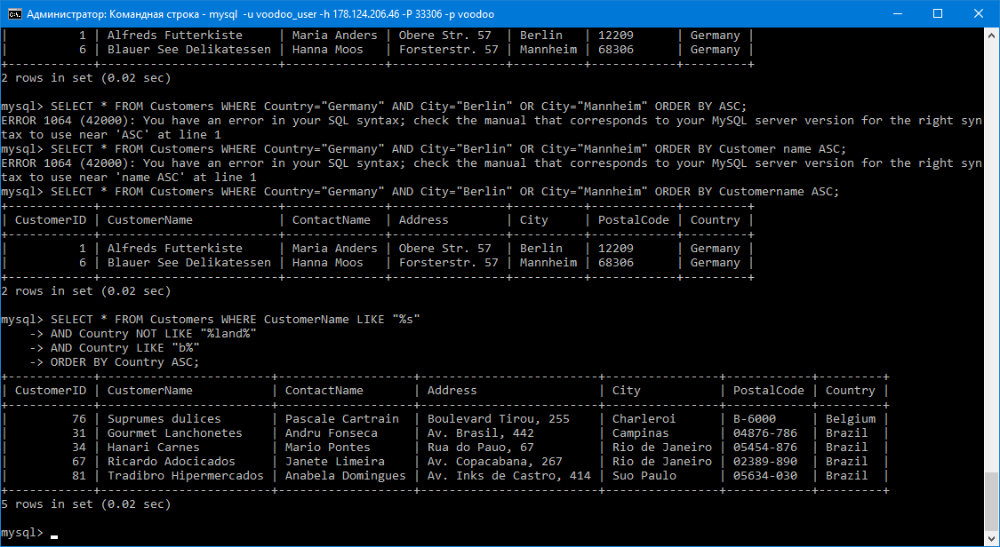 Администратор: Командная строка - mysql  -u voodoo_user -h 178.124.206.46 -P 33306 -p voodoo
|          1 | Alfreds Futterkiste     | Maria Anders | Obere Str. 57  | Berlin   | 12209      | Germany |
|          6 | Blauer See Delikatessen | Hanna Moos   | Forsterstr. 57 | Mannheim | 68306      | Germany |
+------------+-------------------------+--------------+----------------+----------+------------+---------+
2 rows in set (0.02 sec)
mysql> SELECT * FROM Customers WHERE Country="Germany" AND City="Berlin" OR City="Mannheim" ORDER BY ASC;
ERROR 1064 (42000): You have an error in your SQL syntax; check the manual that corresponds to your MySQL server version for the right syn
tax to use near 'ASC' at line 1
mysql> SELECT * FROM Customers WHERE Country="Germany" AND City="Berlin" OR City="Mannheim" ORDER BY Customer name ASC;
ERROR 1064 (42000): You have an error in your SQL syntax; check the manual that corresponds to your MySQL server version for the right syn
tax to use near 'name ASC' at line 1
mysql> SELECT * FROM Customers WHERE Country="Germany" AND City="Berlin" OR City="Mannheim" ORDER BY Customername ASC;
+------------+-------------------------+--------------+----------------+----------+------------+---------+
| CustomerID | CustomerName            | ContactName  | Address        | City     | PostalCode | Country |
+------------+-------------------------+--------------+----------------+----------+------------+---------+
|          1 | Alfreds Futterkiste     | Maria Anders | Obere Str. 57  | Berlin   | 12209      | Germany |
|          6 | Blauer See Delikatessen | Hanna Moos   | Forsterstr. 57 | Mannheim | 68306      | Germany |
+------------+-------------------------+--------------+----------------+----------+------------+---------+
2 rows in set (0.02 sec)
mysql> SELECT * FROM Customers WHERE CustomerName LIKE "%s"
    -> AND Country NOT LIKE "%land%"
    -> AND Country LIKE "b%"
    -> ORDER BY Country ASC;
+------------+------------------------+-------------------+-------------------------+----------------+------------+---------+
| CustomerID | CustomerName           | ContactName       | Address                 | City           | PostalCode | Country |
+------------+------------------------+-------------------+-------------------------+----------------+------------+---------+
|         76 | Suprumes dulices       | Pascale Cartrain  | Boulevard Tirou, 255    | Charleroi      | B-6000     | Belgium |
|         31 | Gourmet Lanchonetes    | Andru Fonseca     | Av. Brasil, 442         | Campinas       | 04876-786  | Brazil  |
|         34 | Hanari Carnes          | Mario Pontes      | Rua do Pauo, 67         | Rio de Janeiro | 05454-876  | Brazil  |
|         67 | Ricardo Adocicados     | Janete Limeira    | Av. Copacabana, 267     | Rio de Janeiro | 02389-890  | Brazil  |
|         81 | Tradibro Hipermercados | Anabela Domingues | Av. Inks de Castro, 414 | Suo Paulo      | 05634-030  | Brazil  |
+------------+------------------------+-------------------+-------------------------+----------------+------------+---------+
5 rows in set (0.02 sec)
mysql>